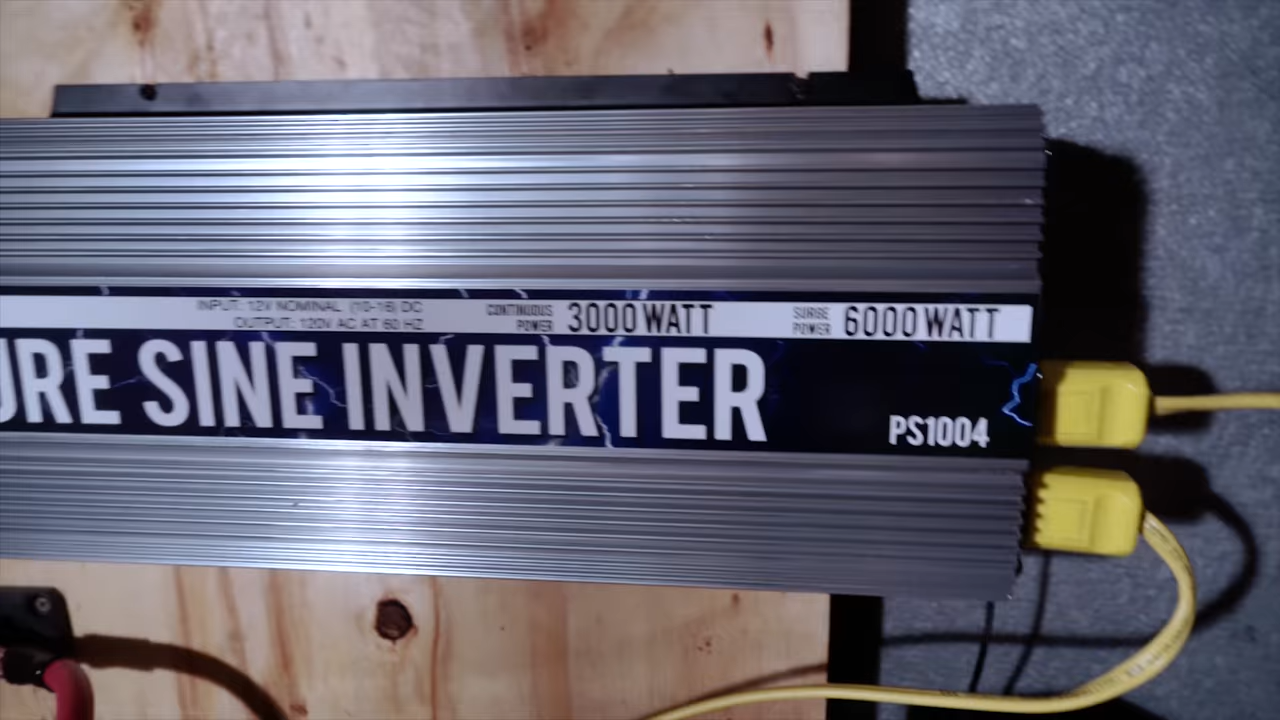 INPUT: 12V NOMINAL (10-16) DC
OUTPUT: 120V AC AT 60 HZ
CONTINUOUS POWER 3000 WATT
SURGE POWER 6000 WATT
URE SINE INVERTER
PS1004